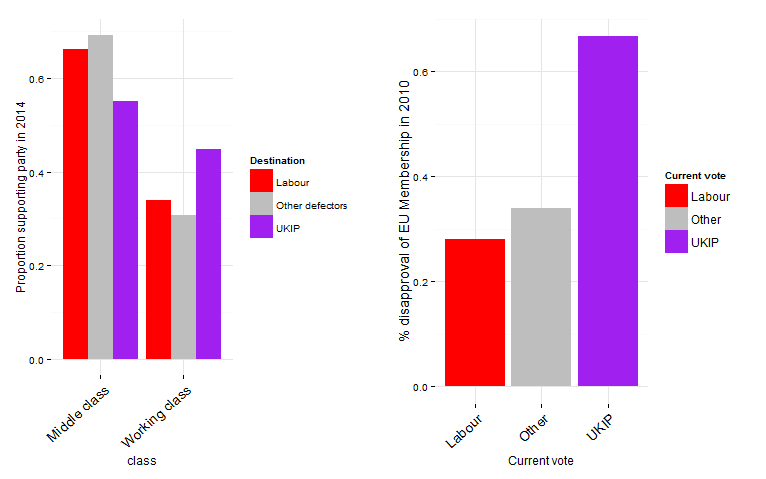 Proportion supporting party in 2014
0.6
0.4
0.2
0.0
Middle class
Working class
class
Destination
Labour
Other defectors
UKIP
% disapproval of EU Membership in 2010
0.6
0.4
0.2
0.0
Labour
Other
UKIP
Current vote
Current vote
Labour
Other
UKIP